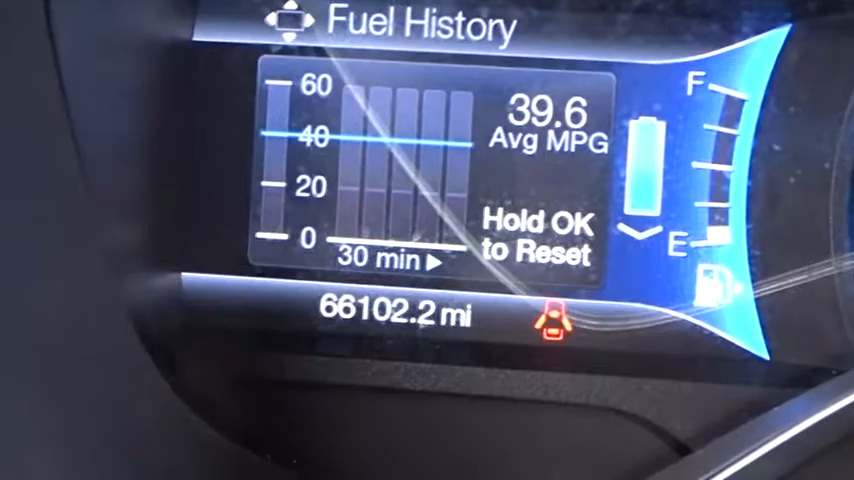 Fuel History
60
40
20
0
30 min
39.6
Avg MPG
Hold OK
to Reset
F
E
66102.2 mi